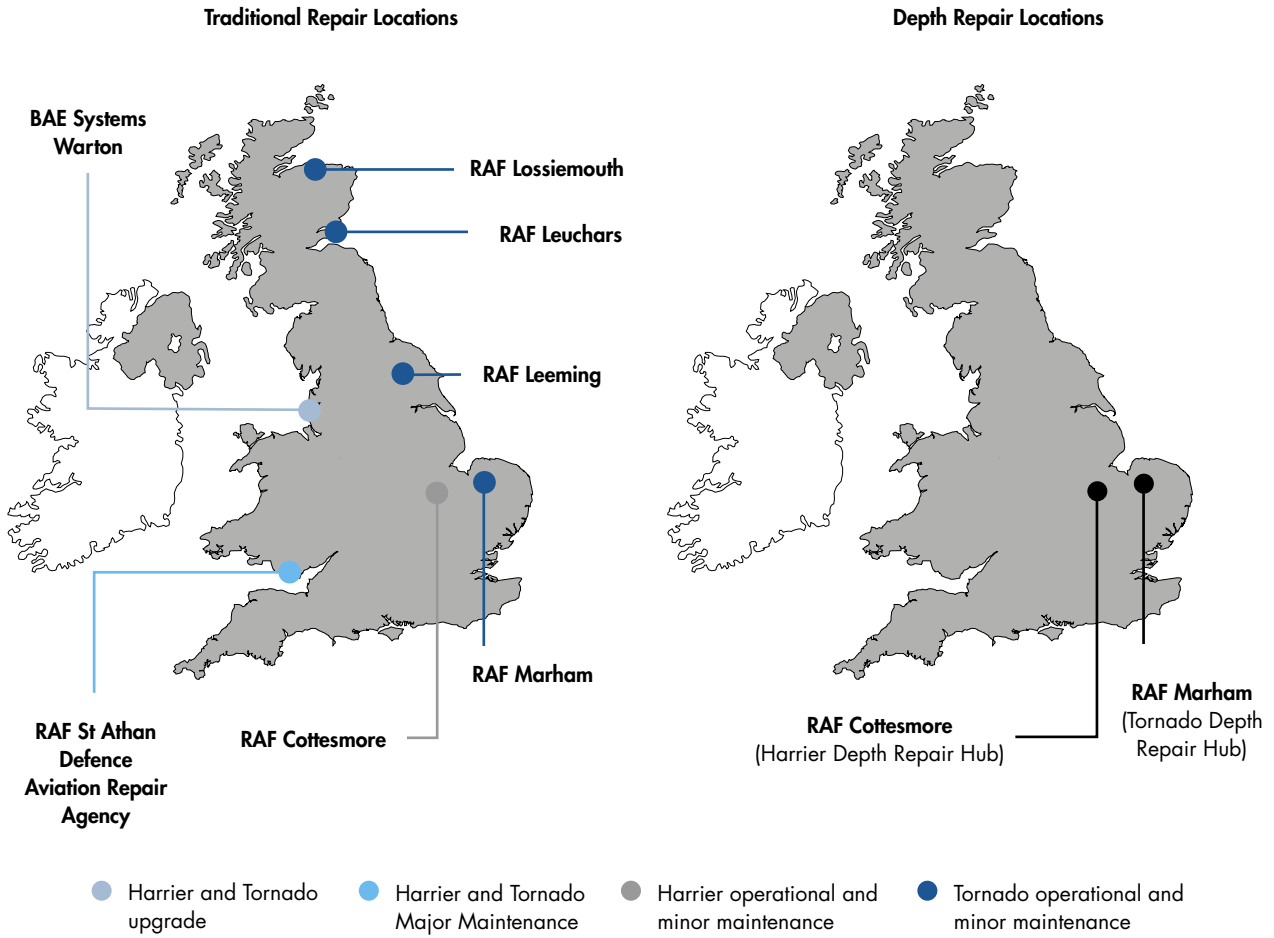 Traditional Repair Locations
BAE Systems
Warton
RAF Lossiemouth
RAF Leuchars
RAF Leeming
RAF Marham
RAF Cottesmore
RAF St Athan
Defence
Aviation Repair
Agency
Depth Repair Locations
RAF Cottesmore
(Harrier Depth Repair Hub)
RAF Marham
(Tornado Depth
Repair Hub)
Harrier and Tornado
upgrade
Harrier and Tornado
Major Maintenance
Harrier operational and
minor maintenance
Tornado operational and
minor maintenance